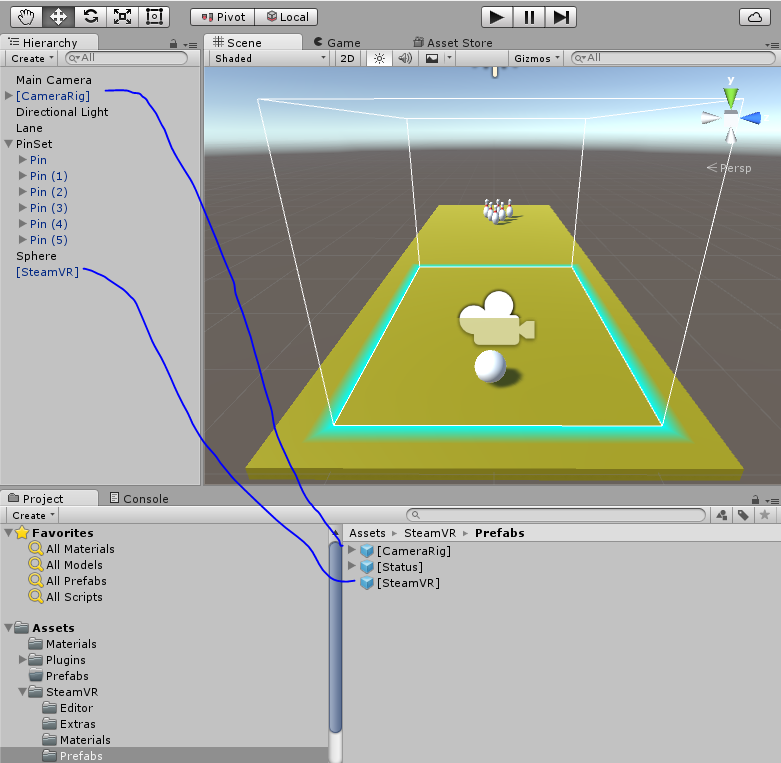 Pivot Local
Hierarchy
Create All
Main Camera
[CameraRig]
Directional Light
Lane
PinSet
Pin
Pin (1)
Pin (2)
Pin (3)
Pin (4)
Pin (5)
Sphere
[SteamVR]
Scene Game Asset Store
Shaded 2D Gizmos All
y
Persp
Project Console
Create
Favorites
All Materials
All Models
All Prefabs
All Scripts
Assets
Materials
Plugins
Prefabs
SteamVR
Editor
Extras
Materials
Prefabs
Assets SteamVR Prefabs
[CameraRig]
[Status]
[SteamVR]